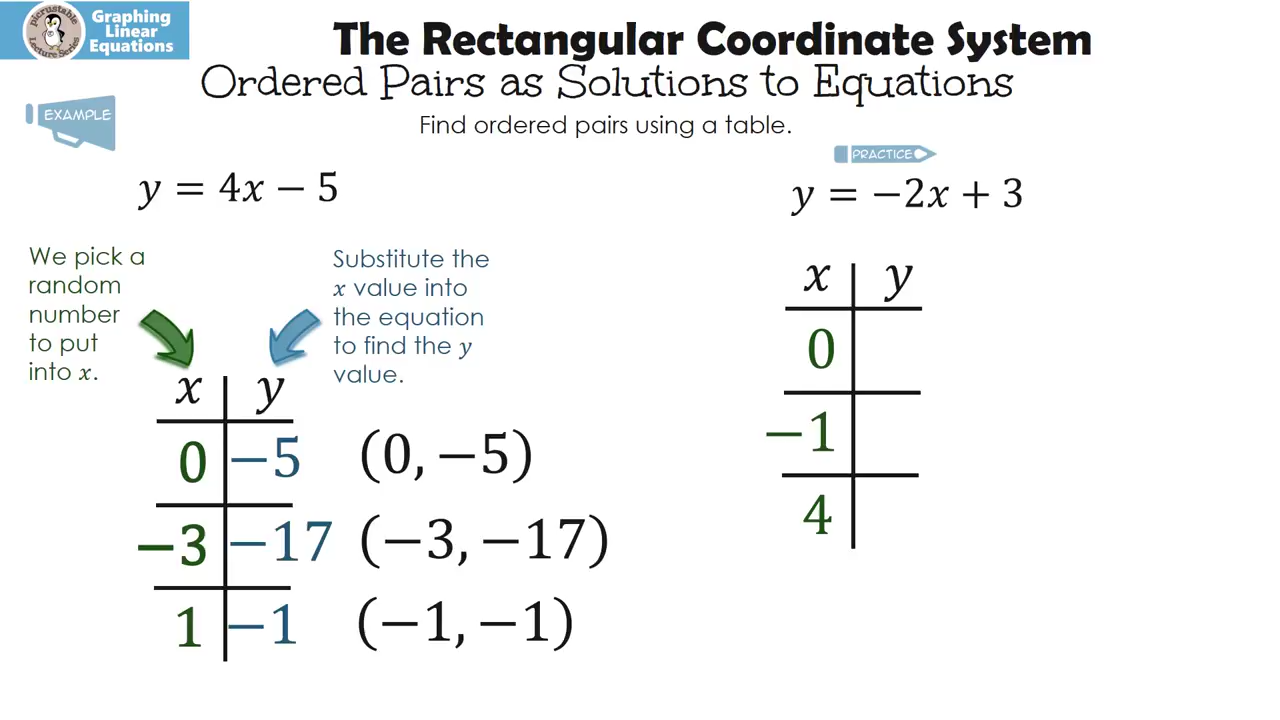 picrustable
Lecture Series
Graphing
Linear
Equations
The Rectangular Coordinate System
Ordered Pairs as Solutions to Equations
Find ordered pairs using a table.
EXAMPLE
y = 4x − 5
We pick a
random
number
to put
into x.
Substitute the
x value into
the equation
to find the y
value.
x y
0 −5 (0, −5)
−3 −17 (−3, −17)
1 −1 (−1, −1)
PRACTICE
y = −2x + 3
x y
0
−1
4